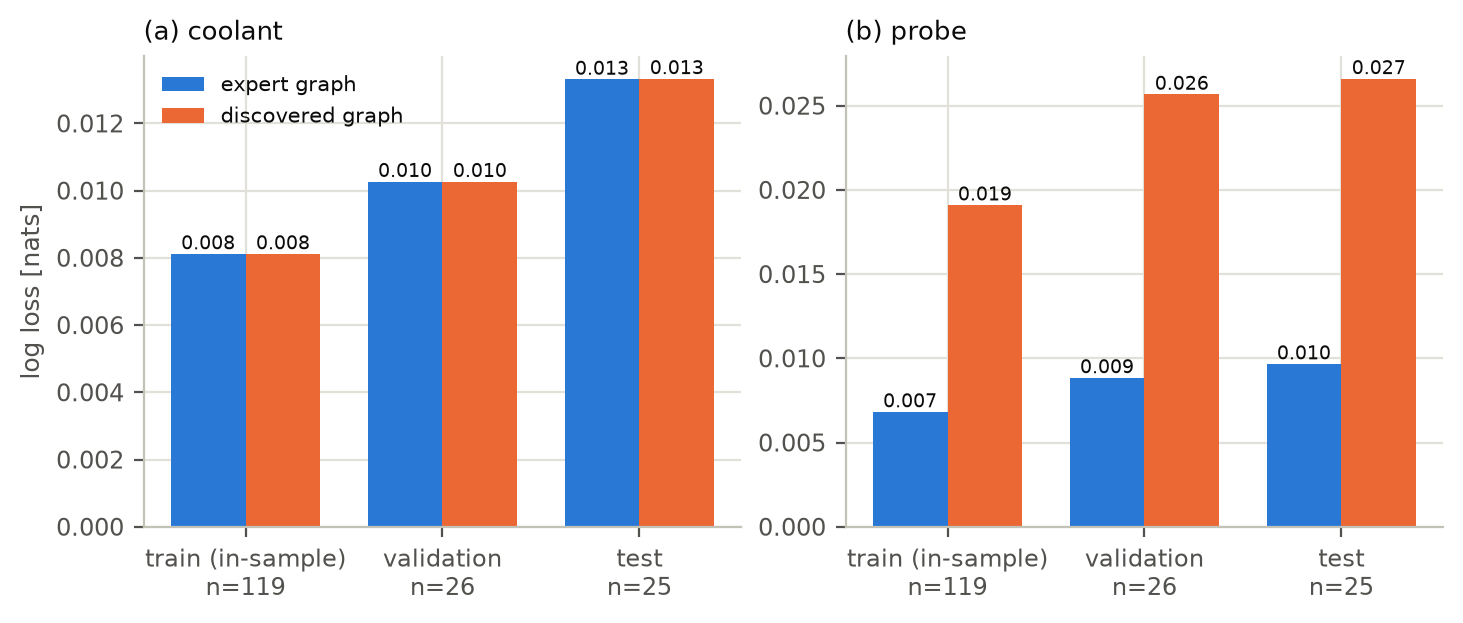 (a) coolant
expert graph
discovered graph
log loss [nats]
0.012
0.010
0.008
0.006
0.004
0.002
0.000
0.008 0.008
0.010 0.010
0.013 0.013
train (in-sample)
n=119
validation
n=26
test
n=25
(b) probe
0.025
0.020
0.015
0.010
0.005
0.000
0.007
0.019
0.009
0.026
0.010
0.027
train (in-sample)
n=119
validation
n=26
test
n=25